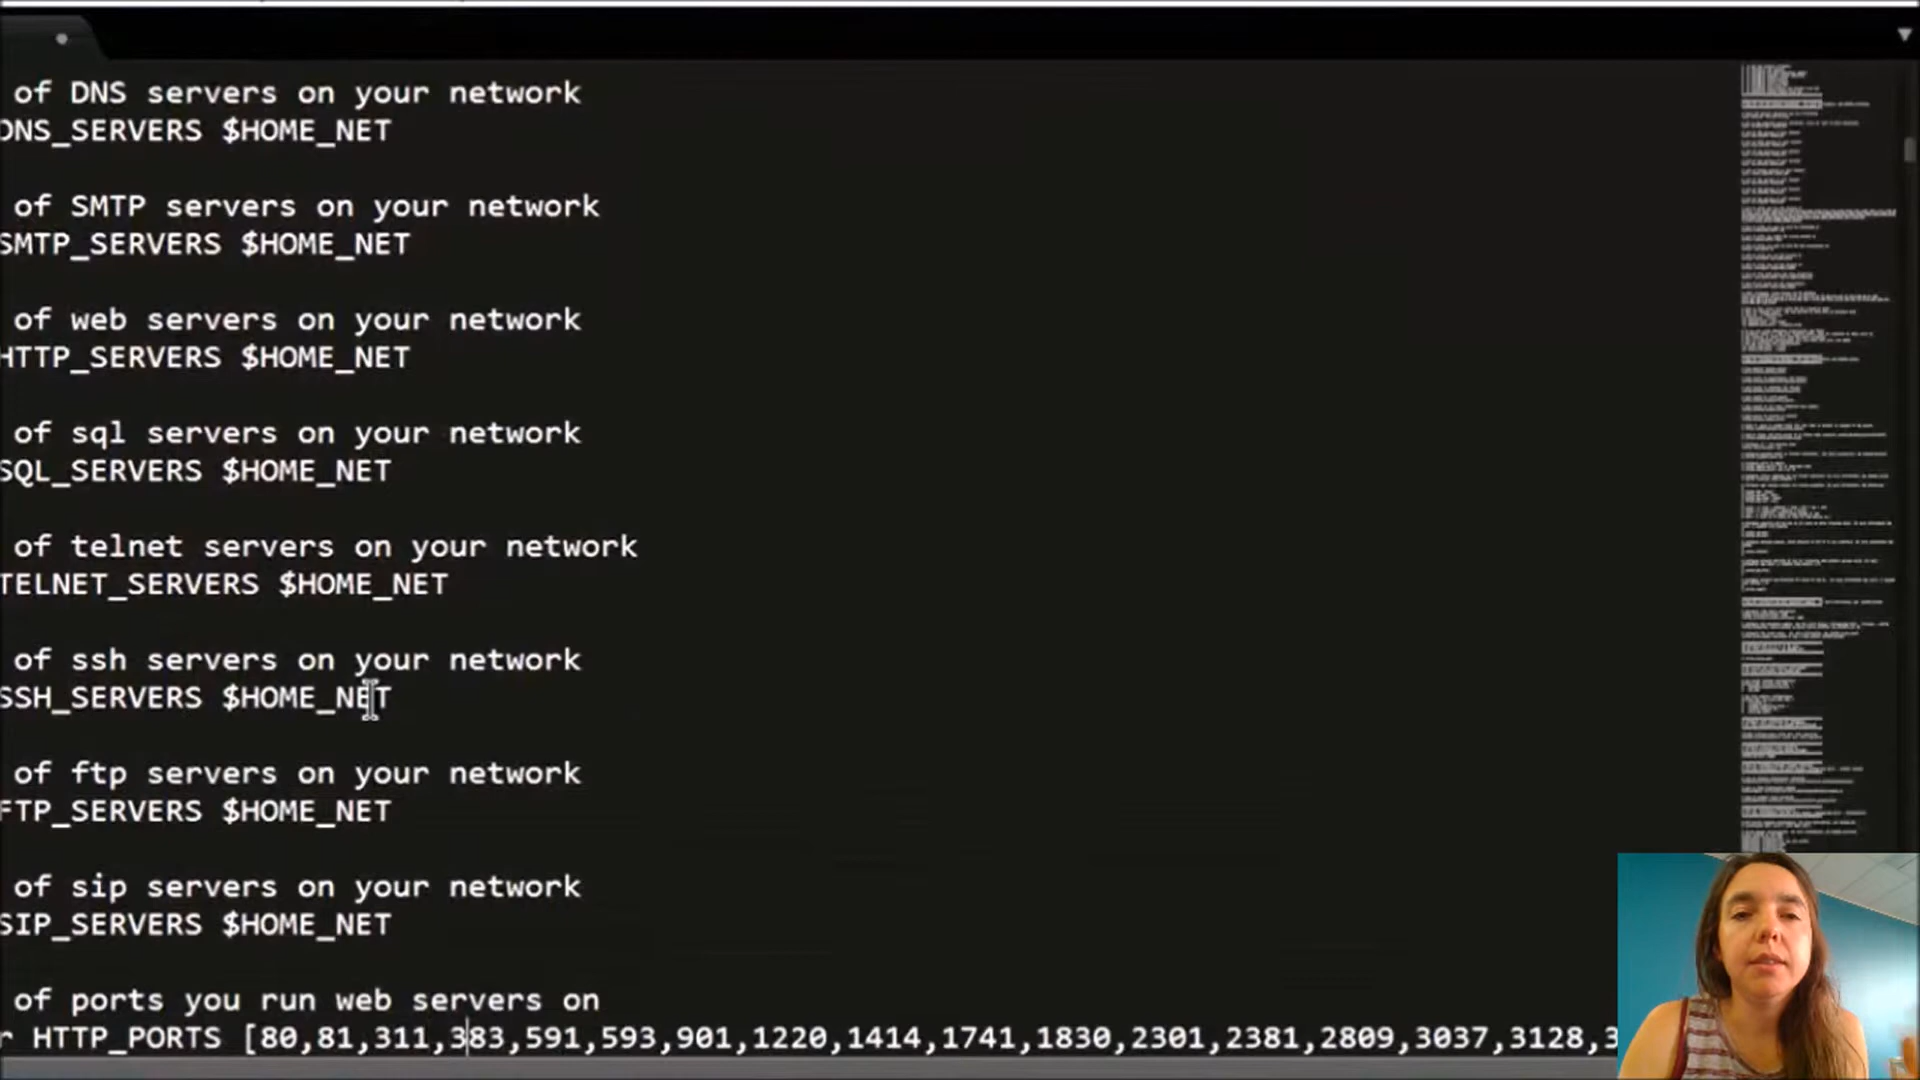 of DNS servers on your network
DNS_SERVERS $HOME_NET
of SMTP servers on your network
SMTP_SERVERS $HOME_NET
of web servers on your network
HTTP_SERVERS $HOME_NET
of sql servers on your network
SQL_SERVERS $HOME_NET
of telnet servers on your network
TELNET_SERVERS $HOME_NET
of ssh servers on your network
SSH_SERVERS $HOME_NET
of ftp servers on your network
FTP_SERVERS $HOME_NET
of sip servers on your network
SIP_SERVERS $HOME_NET
of ports you run web servers on
r HTTP_PORTS [80,81,311,383,591,593,901,1220,1414,1741,1830,2301,2381,2809,3037,3128,3